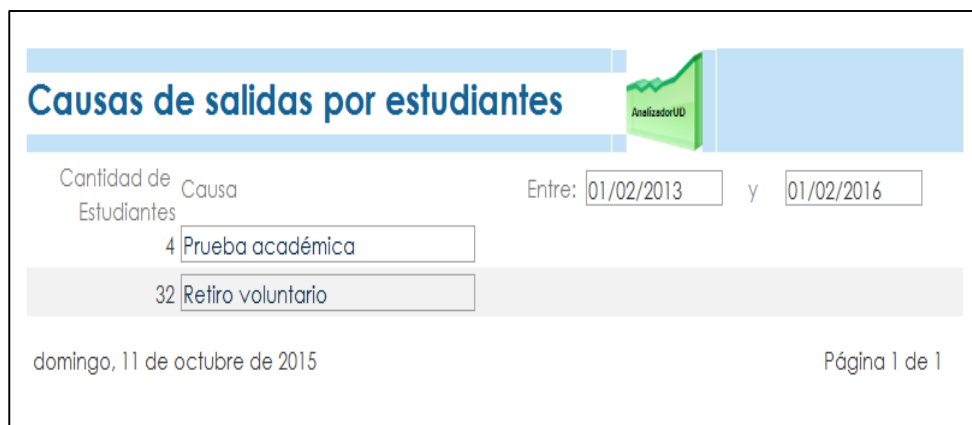 Causas de salidas por estudiantes
AnalizadorUD
Cantidad de Estudiantes Causa Entre: 01/02/2013 y 01/02/2016
4 Prueba académica
32 Retiro voluntario
domingo, 11 de octubre de 2015 Página 1 de 1